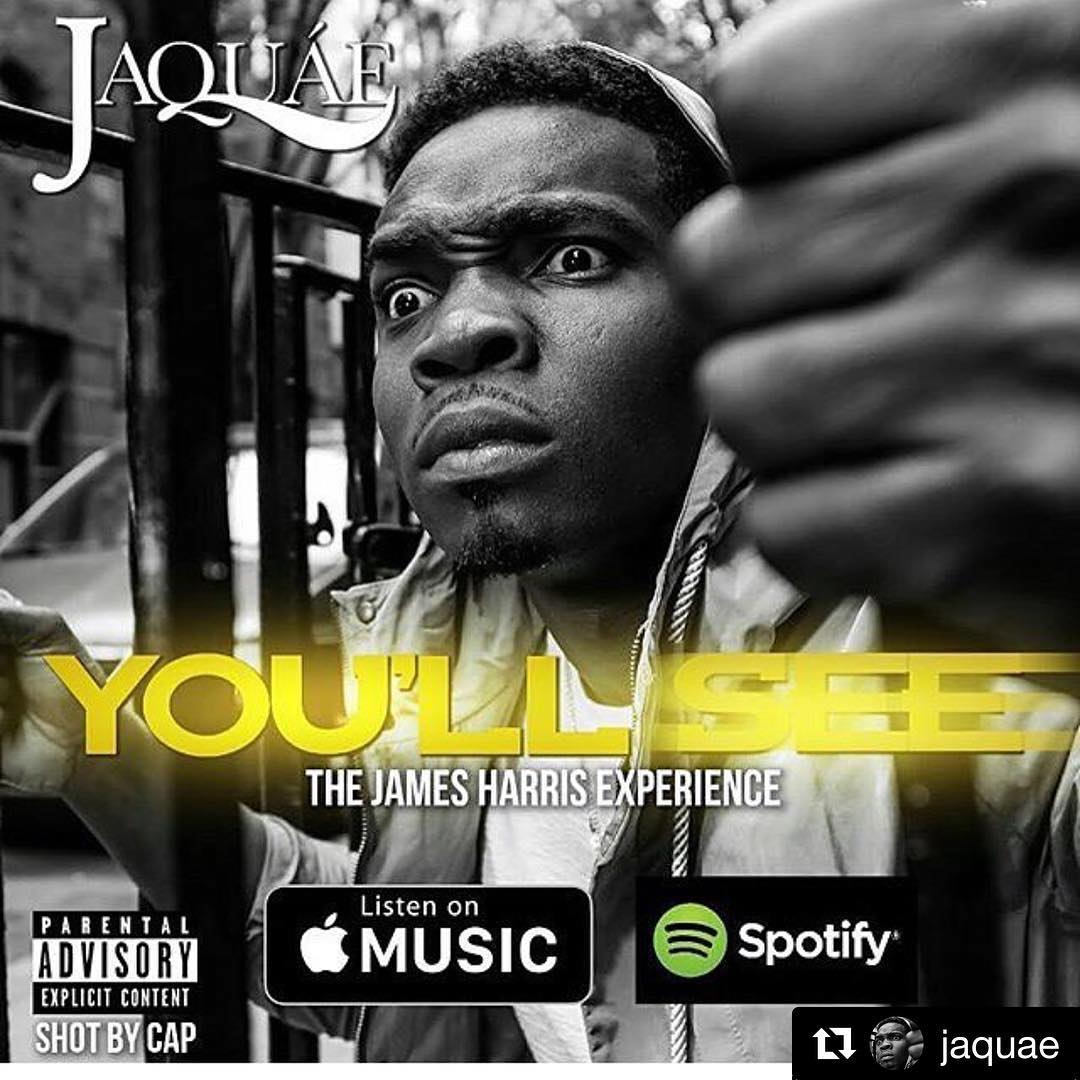 JAQUÁE
YOU'LL SEE
THE JAMES HARRIS EXPERIENCE
PARENTAL
ADVISORY
EXPLICIT CONTENT
SHOT BY CAP
Listen on
MUSIC
Spotify
jaquae